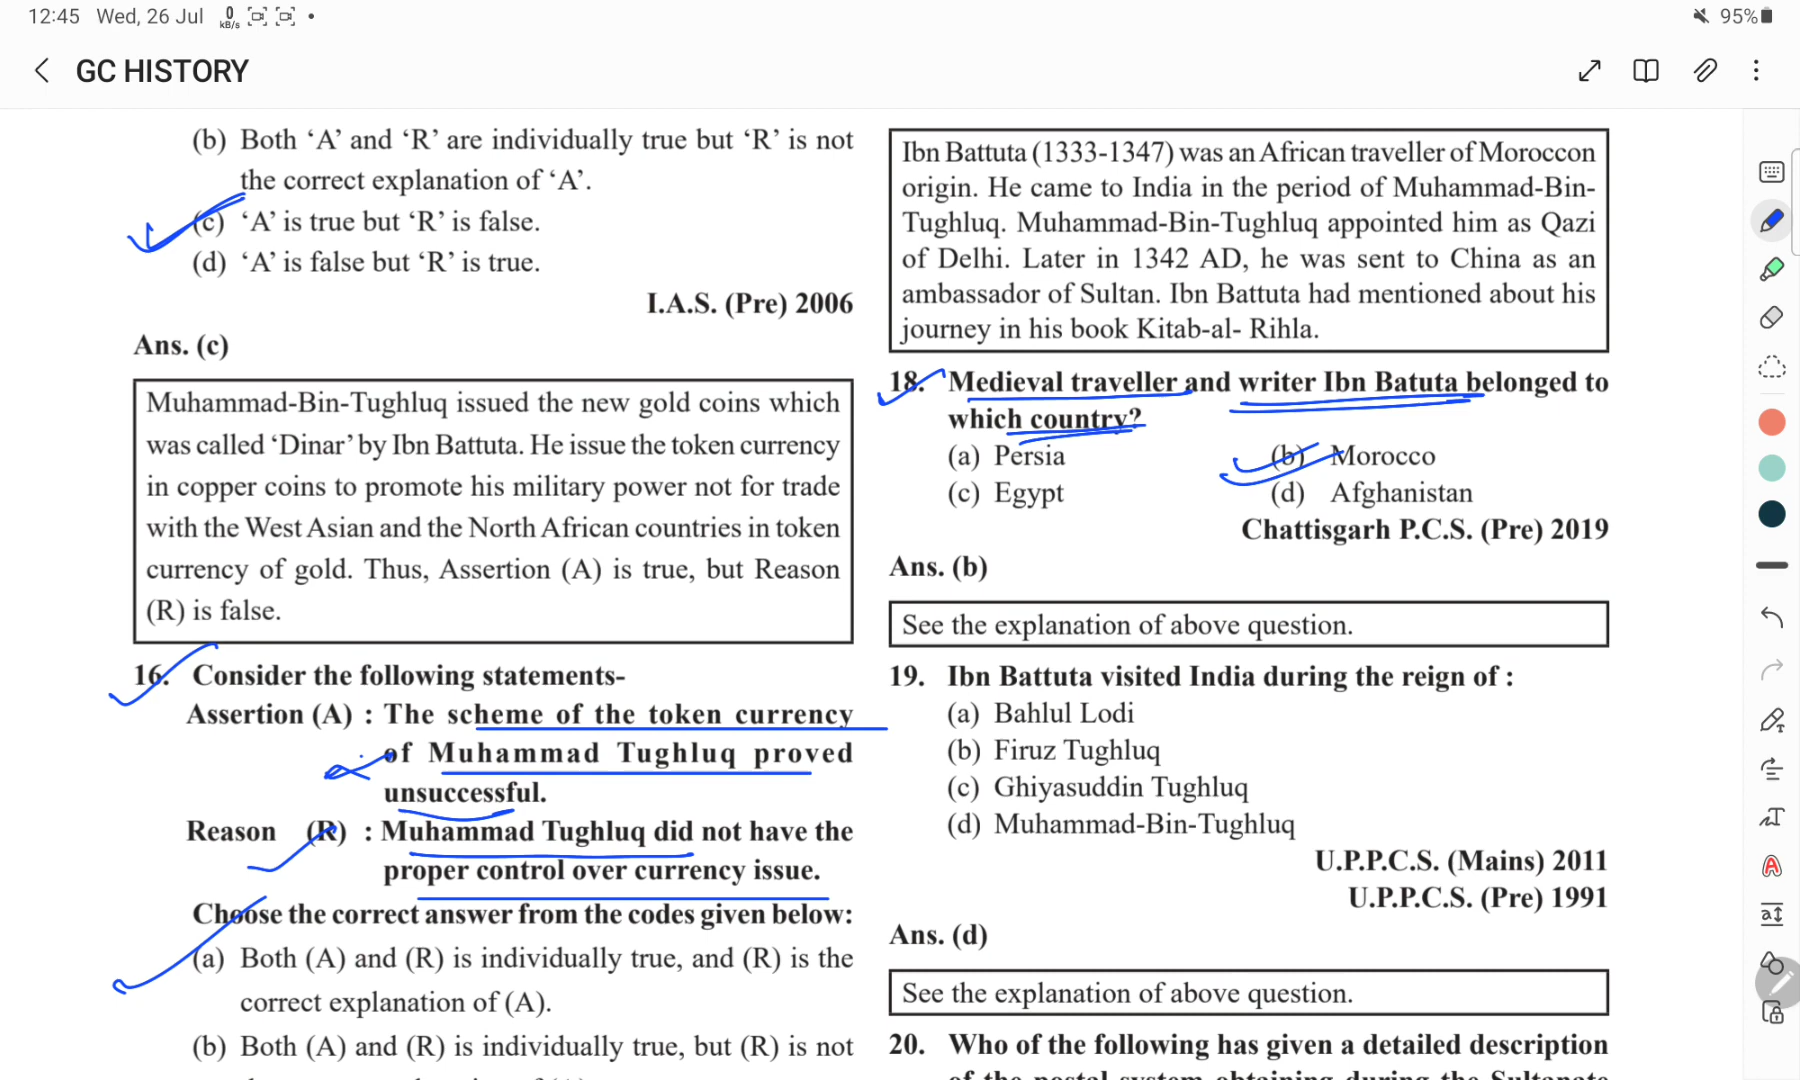 12:45 Wed, 26 Jul 0 kB/s
95%
GC HISTORY
(b) Both ‘A’ and ‘R’ are individually true but ‘R’ is not
the correct explanation of ‘A’.
(c) ‘A’ is true but ‘R’ is false.
(d) ‘A’ is false but ‘R’ is true.
I.A.S. (Pre) 2006
Ans. (c)
Muhammad-Bin-Tughluq issued the new gold coins which
was called ‘Dinar’ by Ibn Battuta. He issue the token currency
in copper coins to promote his military power not for trade
with the West Asian and the North African countries in token
currency of gold. Thus, Assertion (A) is true, but Reason
(R) is false.
16. Consider the following statements-
Assertion (A) : The scheme of the token currency
of Muhammad Tughluq proved
unsuccessful.
Reason (R) : Muhammad Tughluq did not have the
proper control over currency issue.
Choose the correct answer from the codes given below:
(a) Both (A) and (R) is individually true, and (R) is the
correct explanation of (A).
(b) Both (A) and (R) is individually true, but (R) is not
Ibn Battuta (1333-1347) was an African traveller of Moroccon
origin. He came to India in the period of Muhammad-Bin-
Tughluq. Muhammad-Bin-Tughluq appointed him as Qazi
of Delhi. Later in 1342 AD, he was sent to China as an
ambassador of Sultan. Ibn Battuta had mentioned about his
journey in his book Kitab-al- Rihla.
18. Medieval traveller and writer Ibn Batuta belonged to
which country?
(a) Persia (b) Morocco
(c) Egypt (d) Afghanistan
Chattisgarh P.C.S. (Pre) 2019
Ans. (b)
See the explanation of above question.
19. Ibn Battuta visited India during the reign of :
(a) Bahlul Lodi
(b) Firuz Tughluq
(c) Ghiyasuddin Tughluq
(d) Muhammad-Bin-Tughluq
U.P.P.C.S. (Mains) 2011
U.P.P.C.S. (Pre) 1991
Ans. (d)
See the explanation of above question.
20. Who of the following has given a detailed description
of the postal system obtaining during the Sultanate